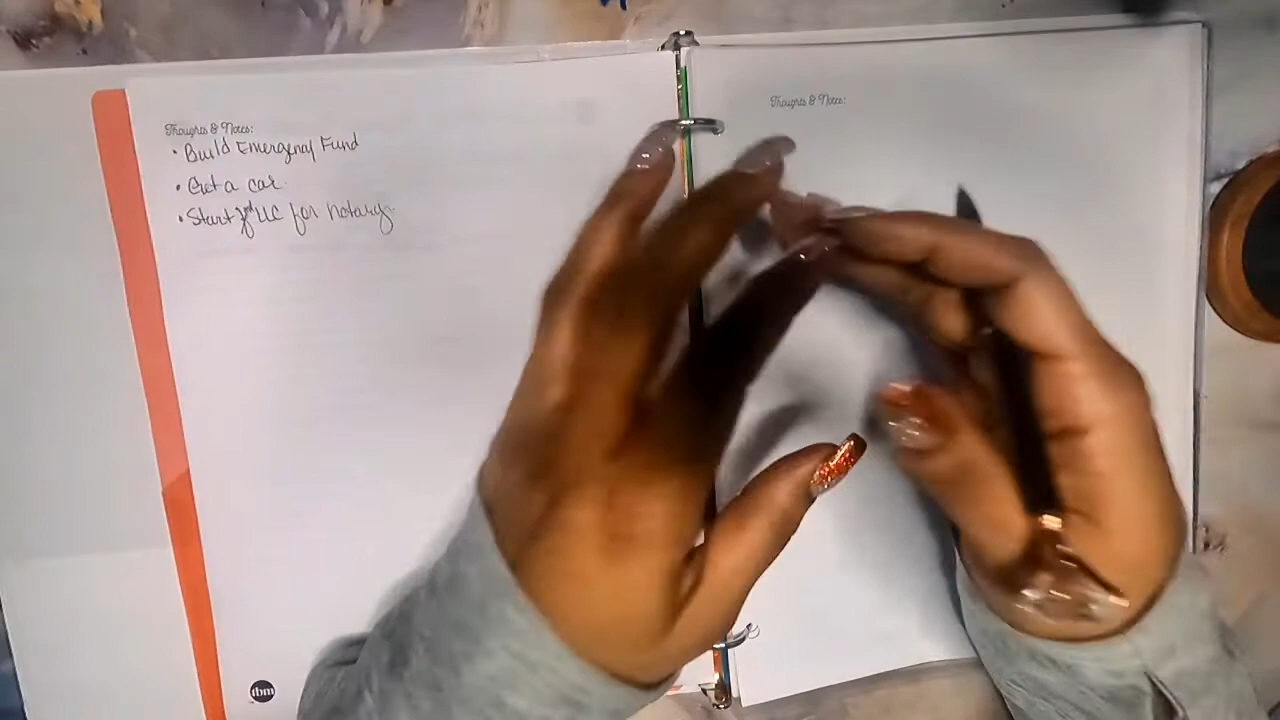 Thoughts & Notes:
• Build Emergency Fund
• Get a car.
• Start LLC for notary
Thoughts & Notes:
tbm